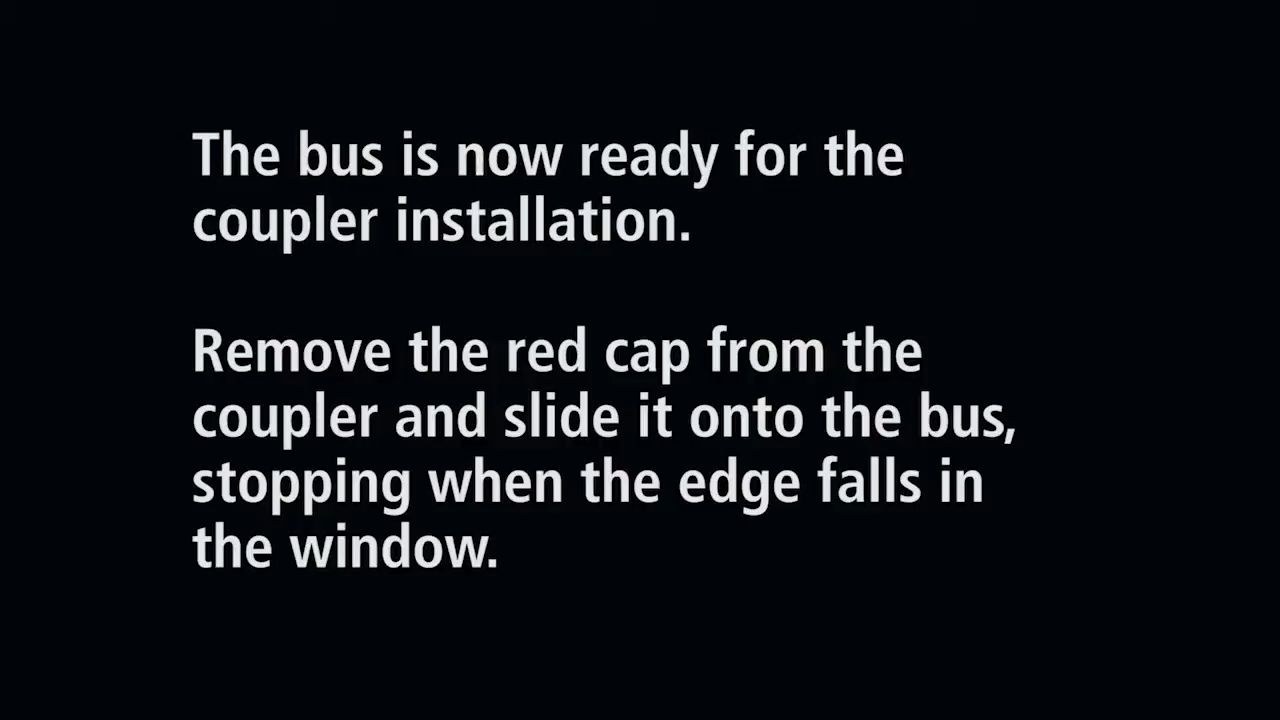 The bus is now ready for the
coupler installation.
Remove the red cap from the
coupler and slide it onto the bus,
stopping when the edge falls in
the window.